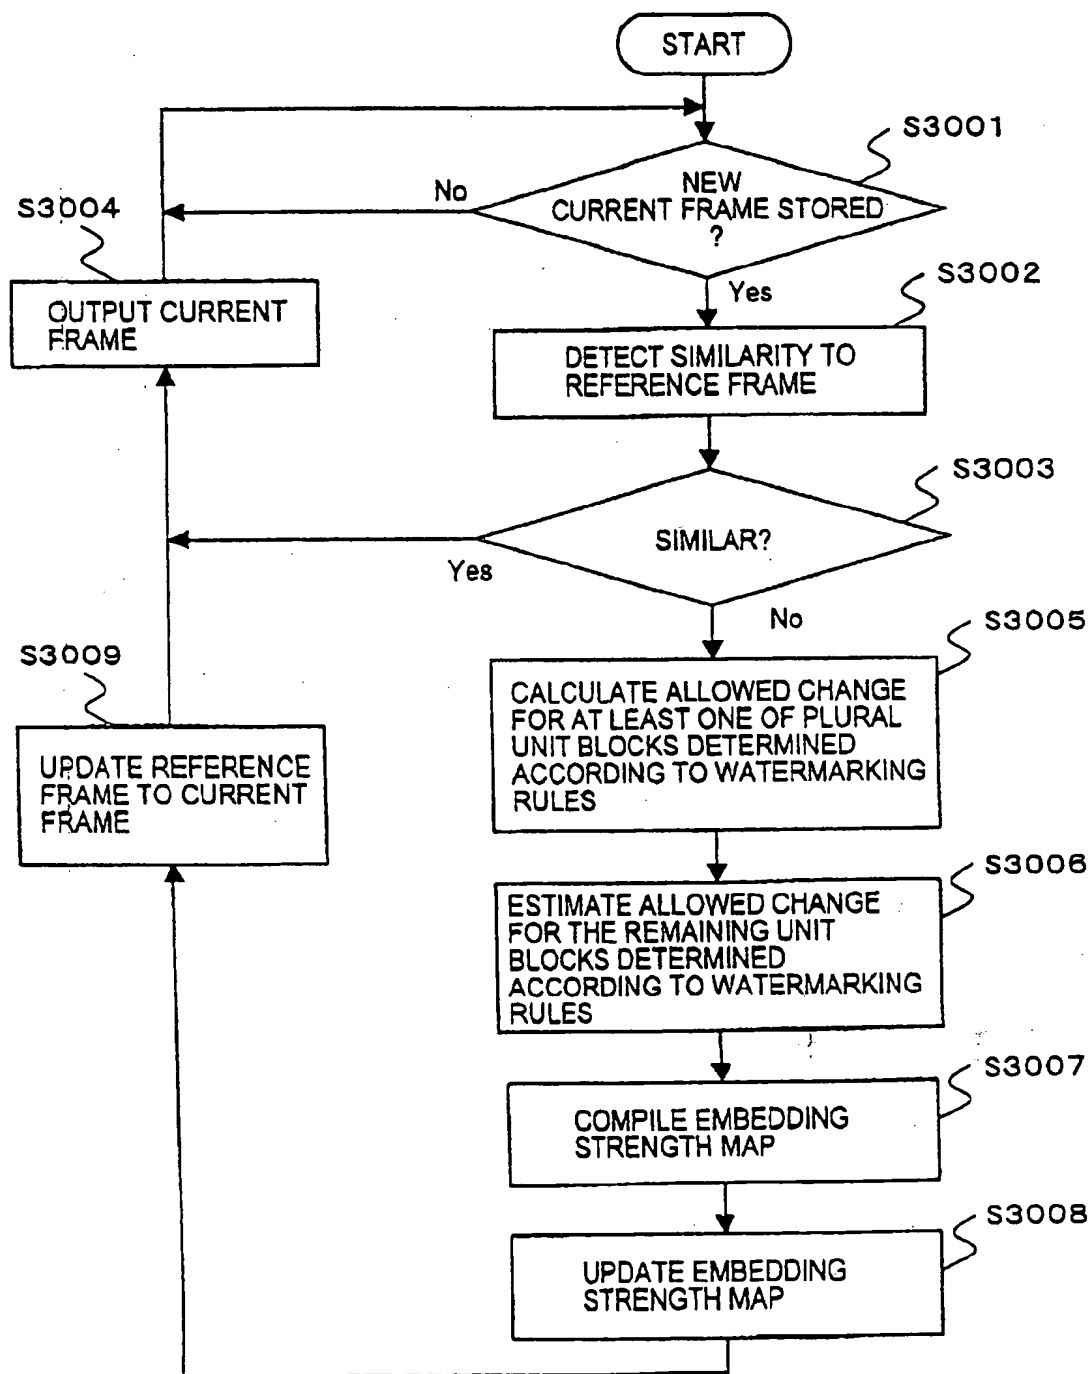 START
S3001
No
NEW
CURRENT FRAME STORED
?
S3004
S3002
Yes
OUTPUT CURRENT
FRAME
DETECT SIMILARITY TO
REFERENCE FRAME
S3003
SIMILAR?
Yes
No
S3005
S3009
CALCULATE ALLOWED CHANGE
FOR AT LEAST ONE OF PLURAL
UNIT BLOCKS DETERMINED
ACCORDING TO WATERMARKING
RULES
UPDATE REFERENCE
FRAME TO CURRENT
FRAME
S3006
ESTIMATE ALLOWED CHANGE
FOR THE REMAINING UNIT
BLOCKS DETERMINED
ACCORDING TO WATERMARKING
RULES
S3007
COMPILE EMBEDDING
STRENGTH MAP
S3008
UPDATE EMBEDDING
STRENGTH MAP